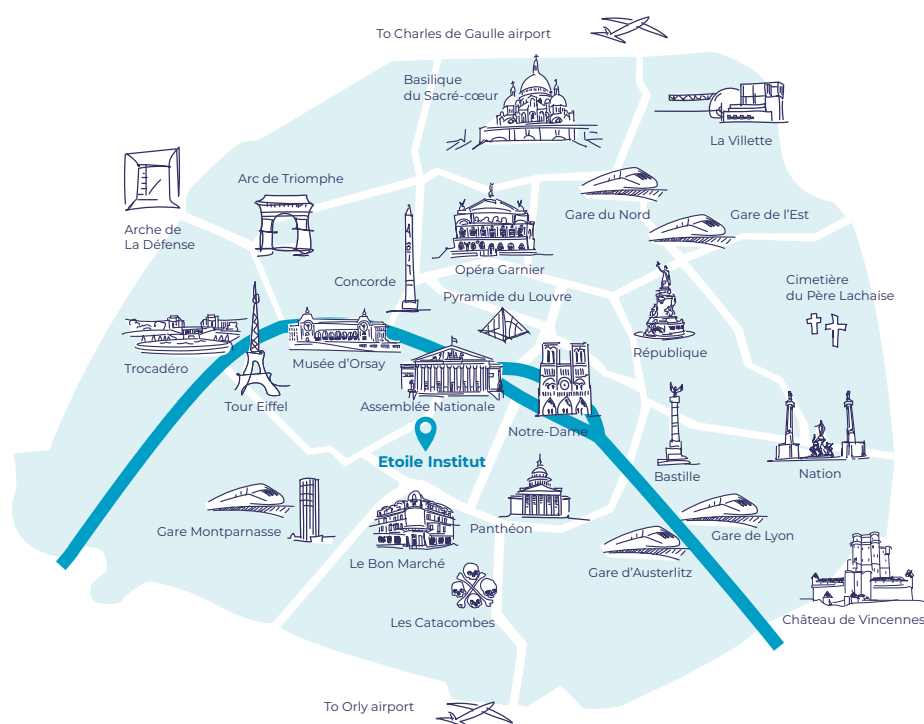 To Charles de Gaulle airport
Basilique
du Sacré-cœur
La Villette
Arc de Triomphe
Gare du Nord
Gare de l'Est
Arche de
La Défense
Opéra Garnier
Concorde
Cimetière
du Père Lachaise
Pyramide du Louvre
République
Musée d'Orsay
Trocadéro
Tour Eiffel
Assemblée Nationale
Notre-Dame
Etoile Institut
Bastille
Nation
Gare Montparnasse
Panthéon
Gare de Lyon
Le Bon Marché
Gare d'Austerlitz
Les Catacombes
Château de Vincennes
To Orly airport